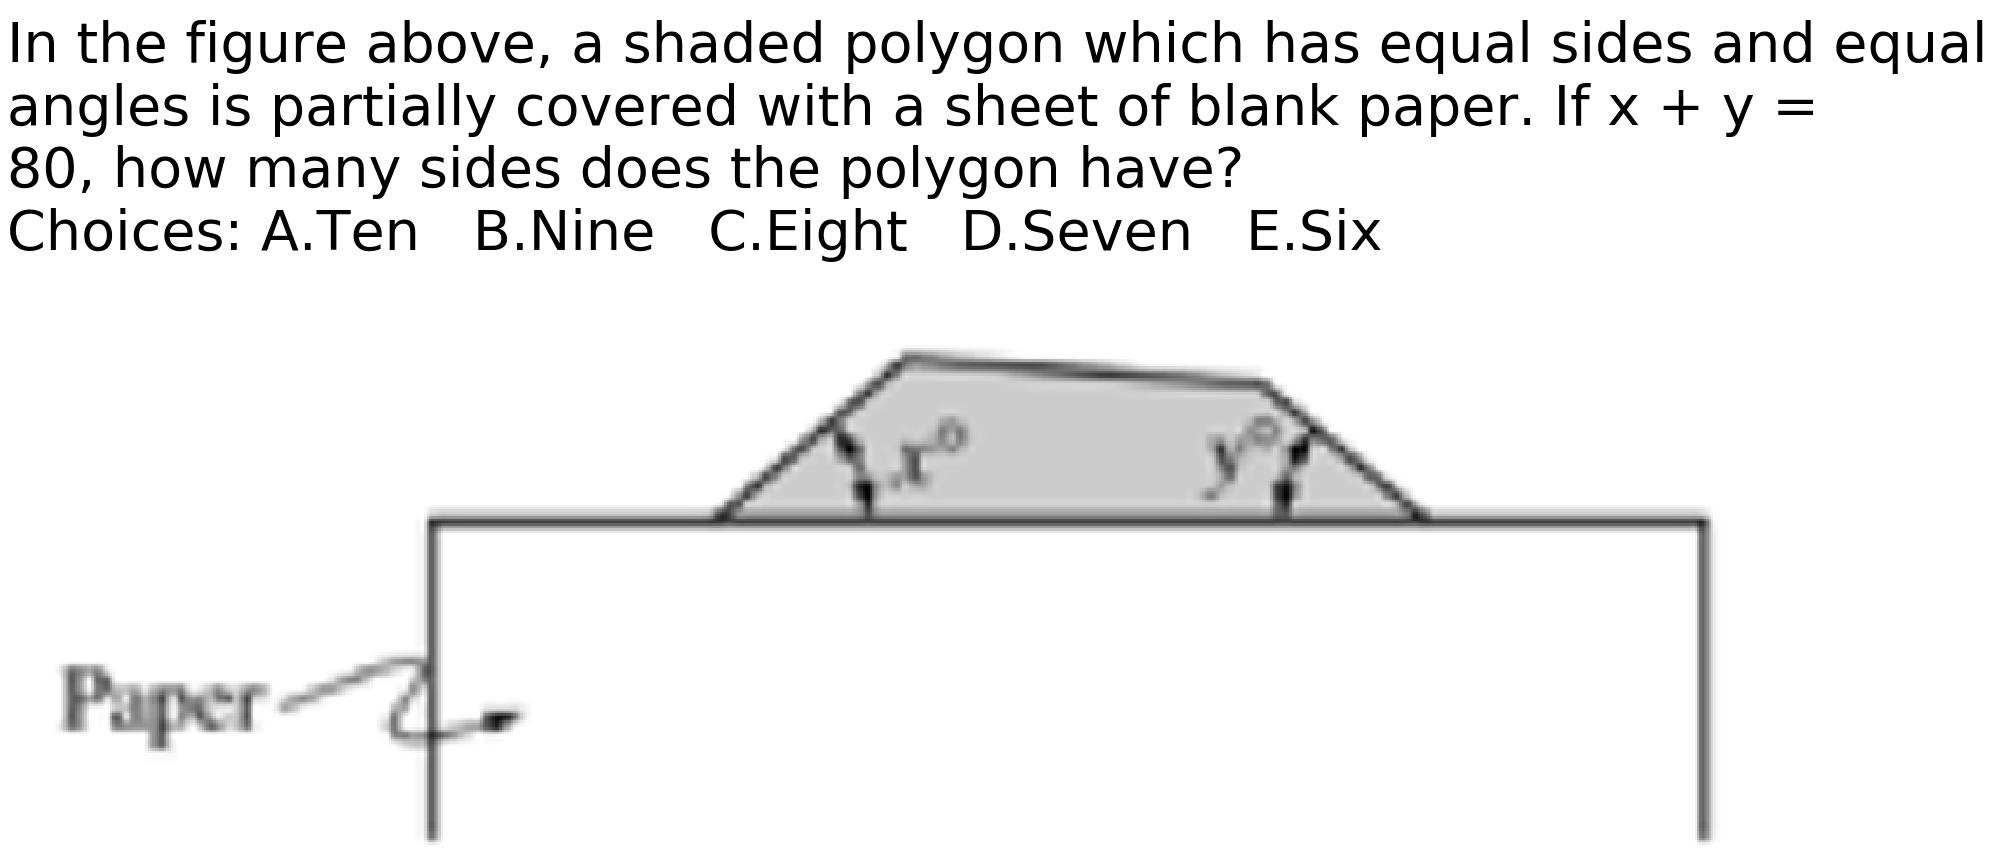 In the figure above, a shaded polygon which has equal sides and equal
angles is partially covered with a sheet of blank paper. If x + y =
80, how many sides does the polygon have?
Choices: A.Ten   B.Nine   C.Eight   D.Seven   E.Six
x° y°
Paper